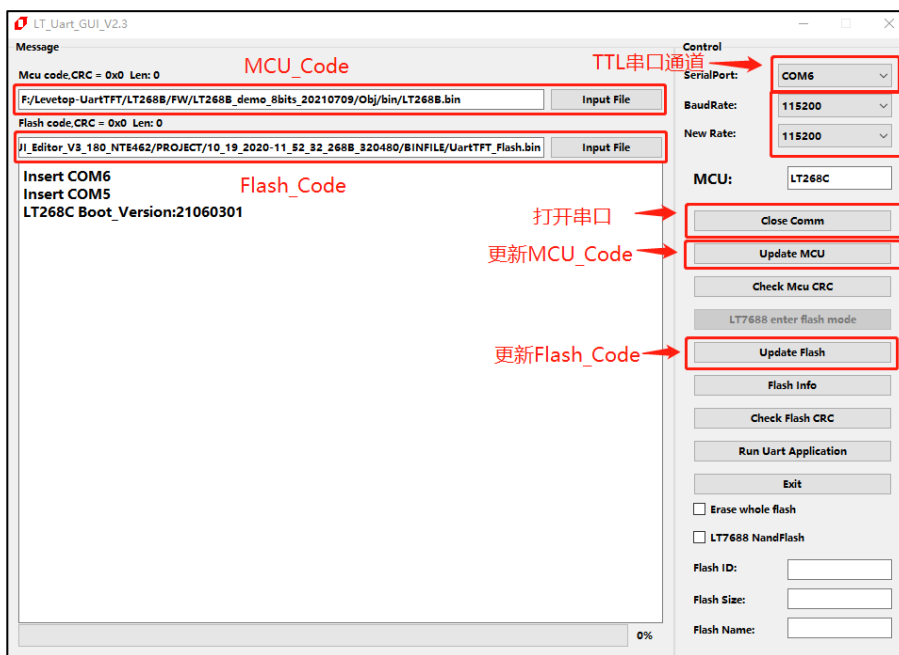 LT_Uart_GUI_V2.3
Message
Mcu code,CRC = 0x0 Len: 0
MCU_Code
F:/Levetop-UartTFT/LT268B/FW/LT268B_demo_8bits_20210709/Obj/bin/LT268B.bin
Input File
Flash code,CRC = 0x0 Len: 0
JI_Editor_V3_180_NTE462/PROJECT/10_19_2020-11_52_32_268B_320480/BINFILE/UartTFT_Flash.bin
Input File
Insert COM6
Insert COM5
LT268C Boot_Version:21060301
Flash_Code
0%
Control
TTL串口通道
SerialPort:
COM6
BaudRate:
115200
New Rate:
115200
MCU:
LT268C
打开串口
Close Comm
更新MCU_Code
Update MCU
Check Mcu CRC
LT7688 enter flash mode
更新Flash_Code
Update Flash
Flash Info
Check Flash CRC
Run Uart Application
Exit
Erase whole flash
LT7688 NandFlash
Flash ID:
Flash Size:
Flash Name: